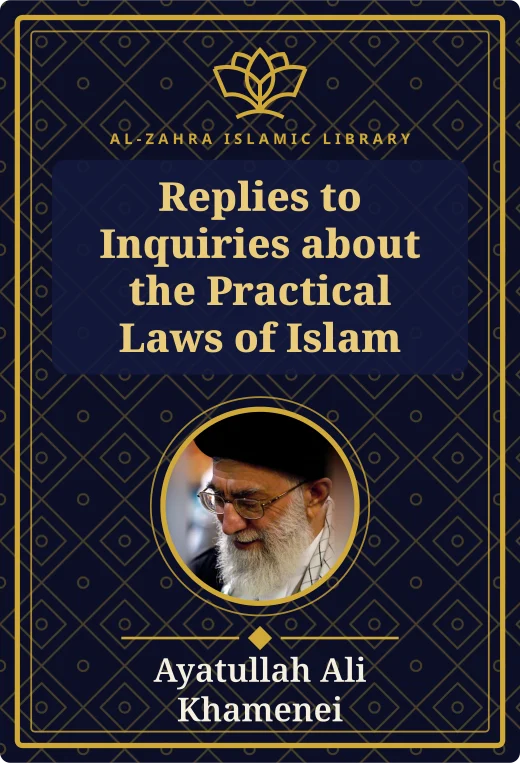 AL-ZAHRA ISLAMIC LIBRARY
Replies to
Inquiries about
the Practical
Laws of Islam
Ayatullah Ali
Khamenei